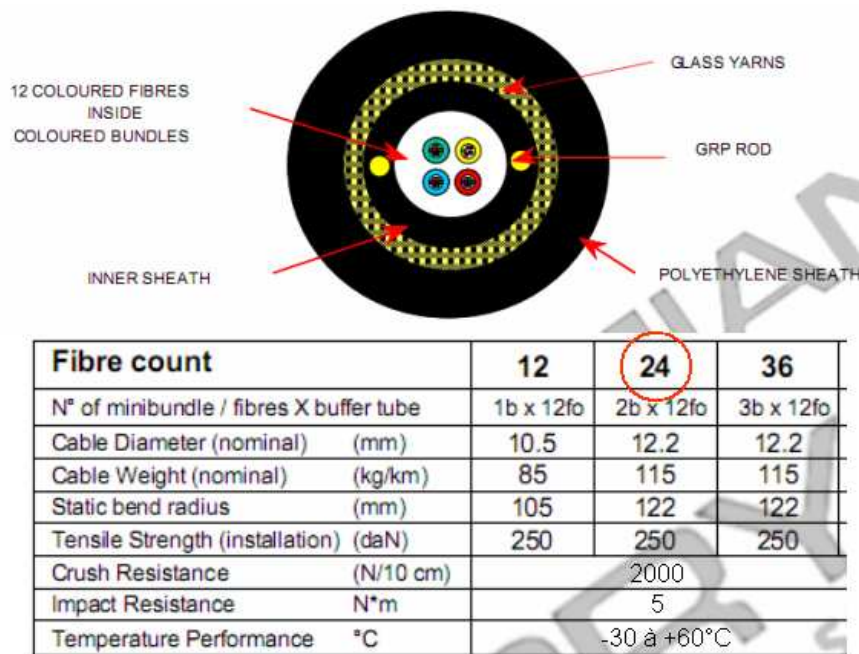 12 COLOURED FIBRES
INSIDE
COLOURED BUNDLES
GLASS YARNS
GRP ROD
INNER SHEATH
POLYETHYLENE SHEATH
Fibre count 12 24 36
N° of minibundle / fibres X buffer tube 1b x 12fo 2b x 12fo 3b x 12fo
Cable Diameter (nominal) (mm) 10.5 12.2 12.2
Cable Weight (nominal) (kg/km) 85 115 115
Static bend radius (mm) 105 122 122
Tensile Strength (installation) (daN) 250 250 250
Crush Resistance (N/10 cm) 2000
Impact Resistance N*m 5
Temperature Performance °C -30 à +60°C